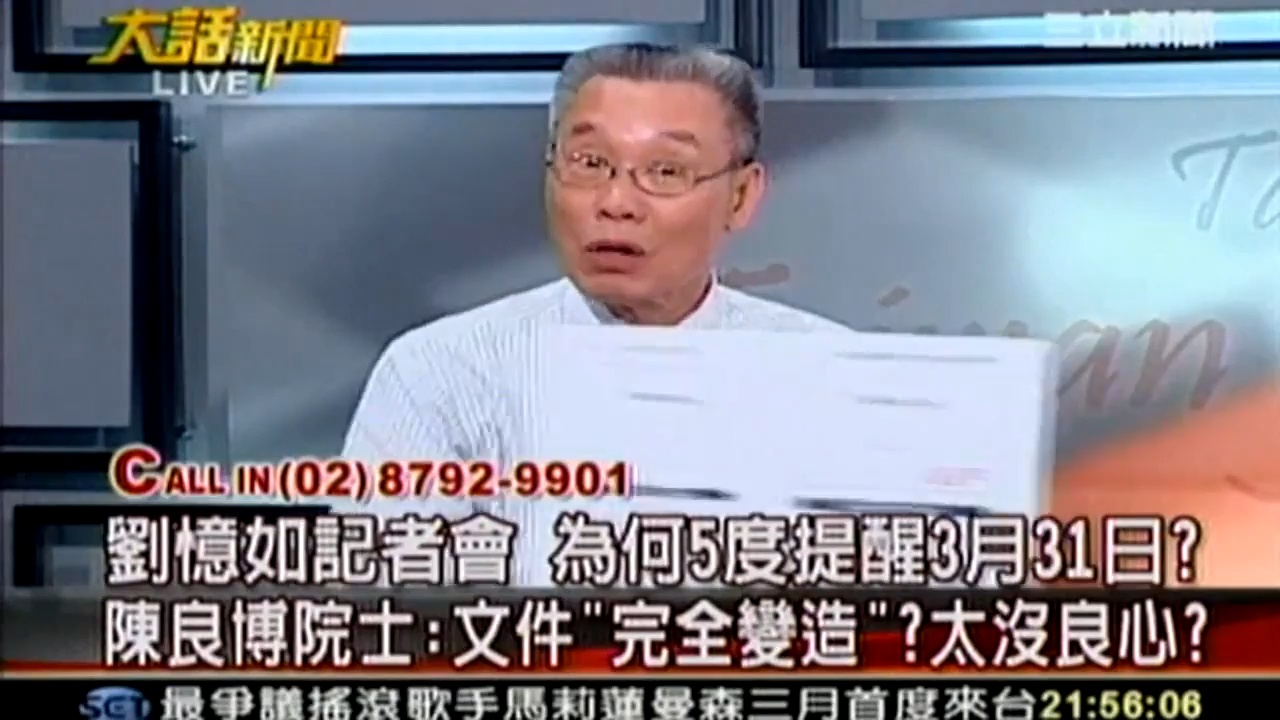 大話新聞
LIVE
三立新聞
Taiwan
CALL IN (02) 8792-9901
劉憶如記者會 為何5度提醒3月31日?
陳良博院士:文件"完全變造"?太沒良心?
SET 最爭議搖滾歌手馬莉蓮曼森三月首度來台21:56:06